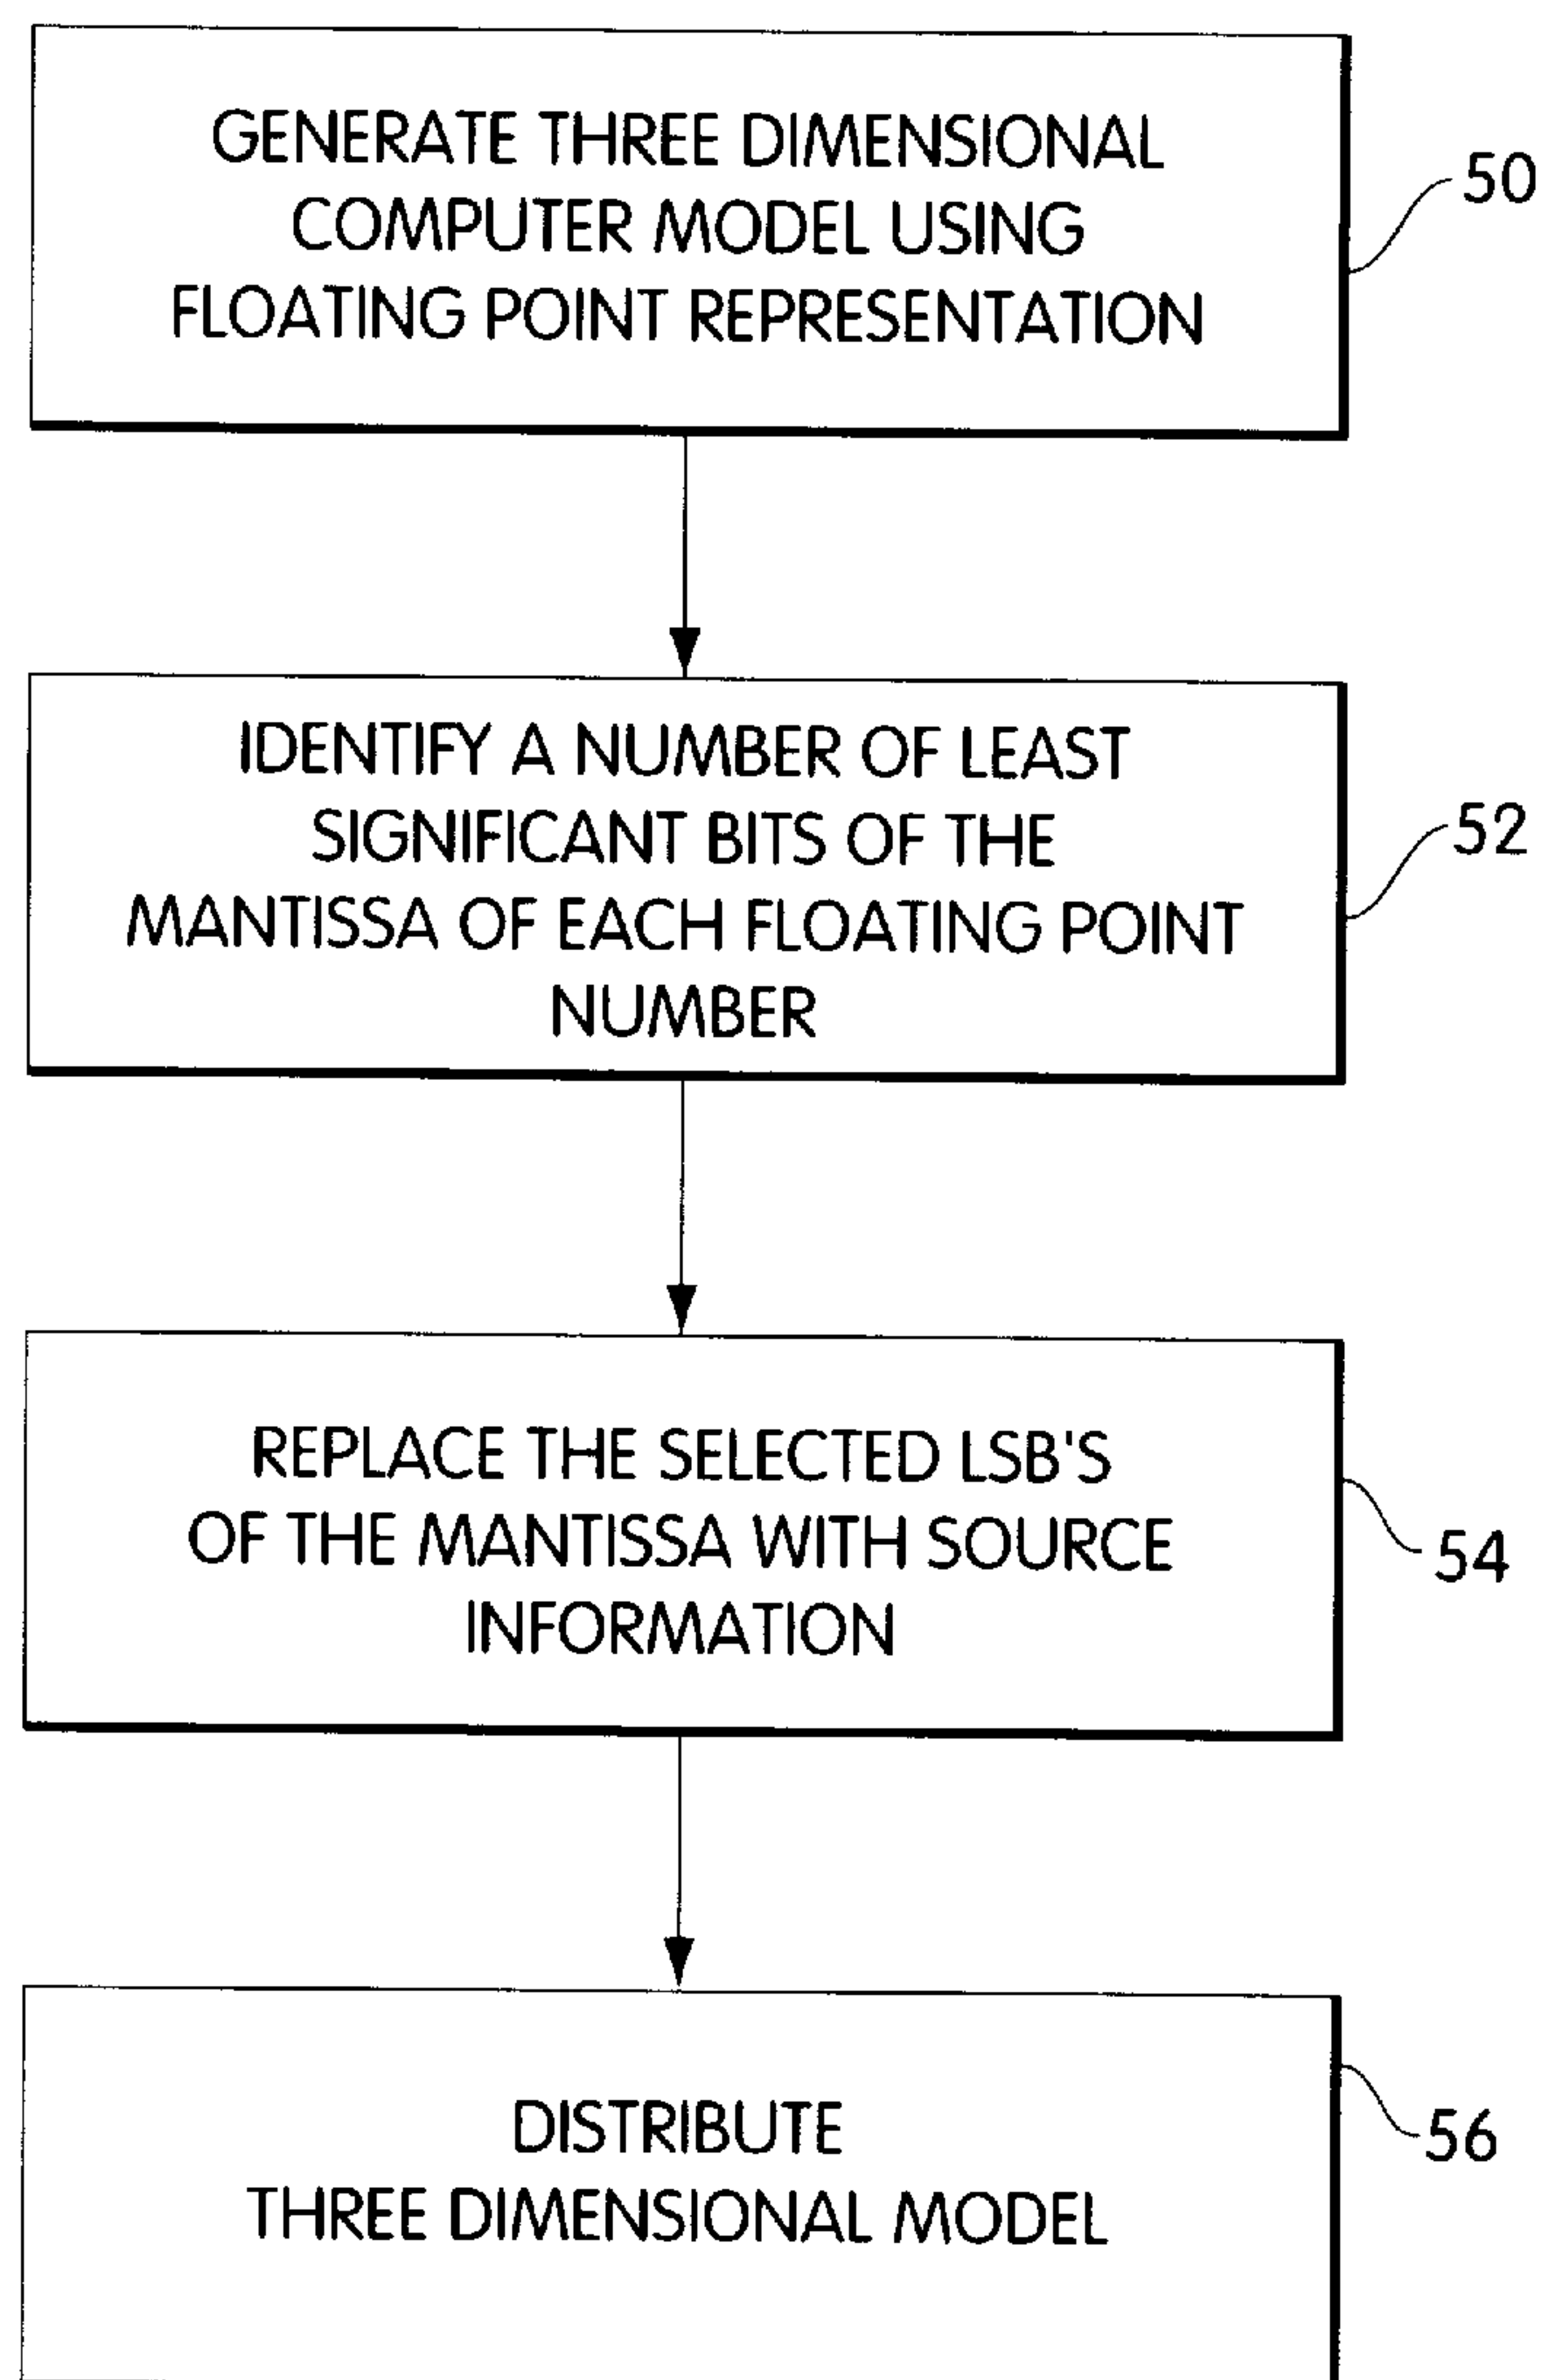 GENERATE THREE DIMENSIONAL
COMPUTER MODEL USING
FLOATING POINT REPRESENTATION
50
IDENTIFY A NUMBER OF LEAST
SIGNIFICANT BITS OF THE
MANTISSA OF EACH FLOATING POINT
NUMBER
52
REPLACE THE SELECTED LSB'S
OF THE MANTISSA WITH SOURCE
INFORMATION
54
DISTRIBUTE
THREE DIMENSIONAL MODEL
56